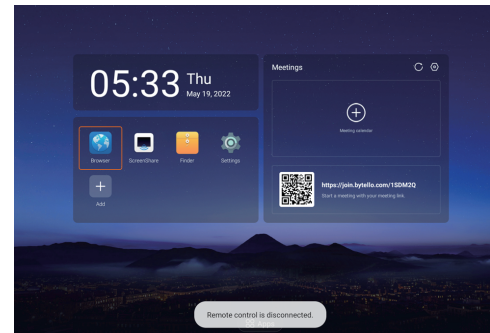 05:33
Thu
May 19, 2022
Browser
ScreenShare
Finder
Settings
Add
Meetings
Meeting calendar
https://join.bytello.com/1SDM2Q
Start a meeting with your meeting link.
Remote control is disconnected.